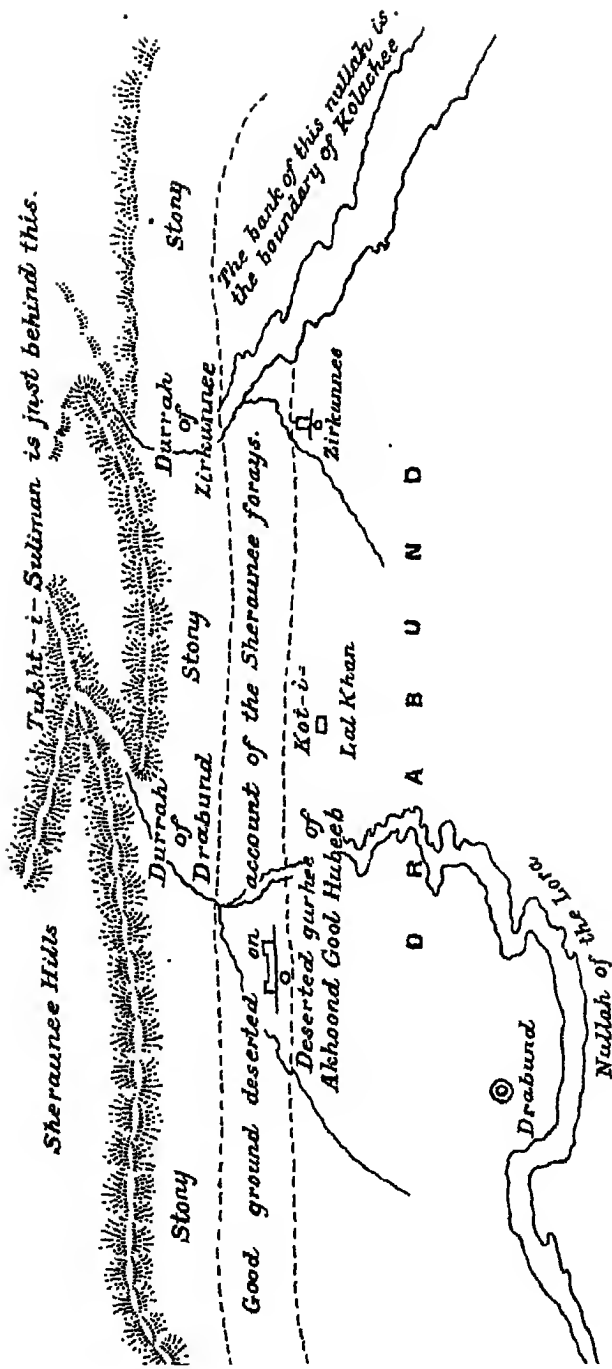 Tukht-i-Suliman is just behind this.
Sheraunee Hills
Stony
Durrah
of
Drabund
Stony
Durrah
of
Zirkunnee
Stony
Good ground deserted on account of the Sheraunee forays.
The bank of this nullah is
the boundary of Kolachee
Deserted gurhee of
Akhoond Gool Hubeeb
Kot-i-
Lal Khan
Zirkunnee
DRABUND
Drabund
Nullah of the Lora